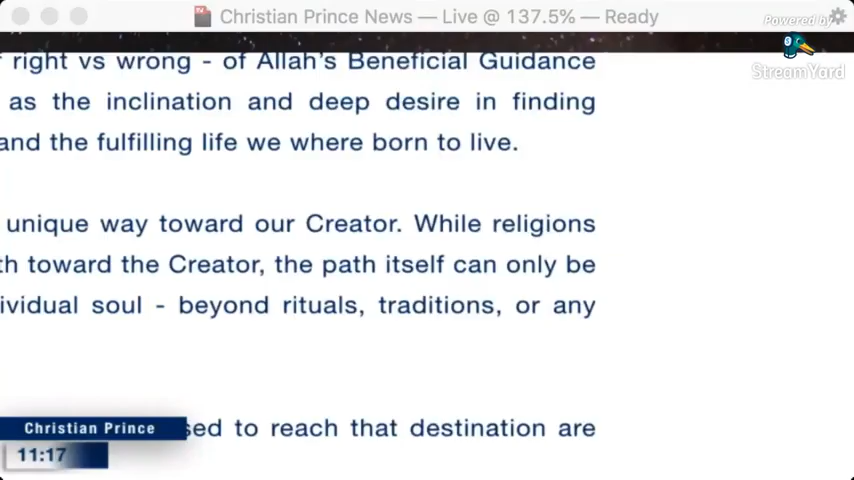 Christian Prince News — Live @ 137.5% — Ready
Powered by
StreamYard
right vs wrong - of Allah's Beneficial Guidance
as the inclination and deep desire in finding
and the fulfilling life we where born to live.
unique way toward our Creator. While religions
th toward the Creator, the path itself can only be
ividual soul - beyond rituals, traditions, or any
sed to reach that destination are
Christian Prince
11:17